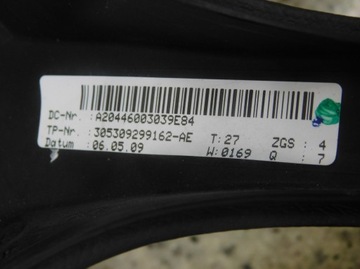 DC-Nr. :A20446003039E84
TP-Nr. :305309299162-AE T:27 ZGS : 4
Datum :06.05.09 W:0169 Q : 7